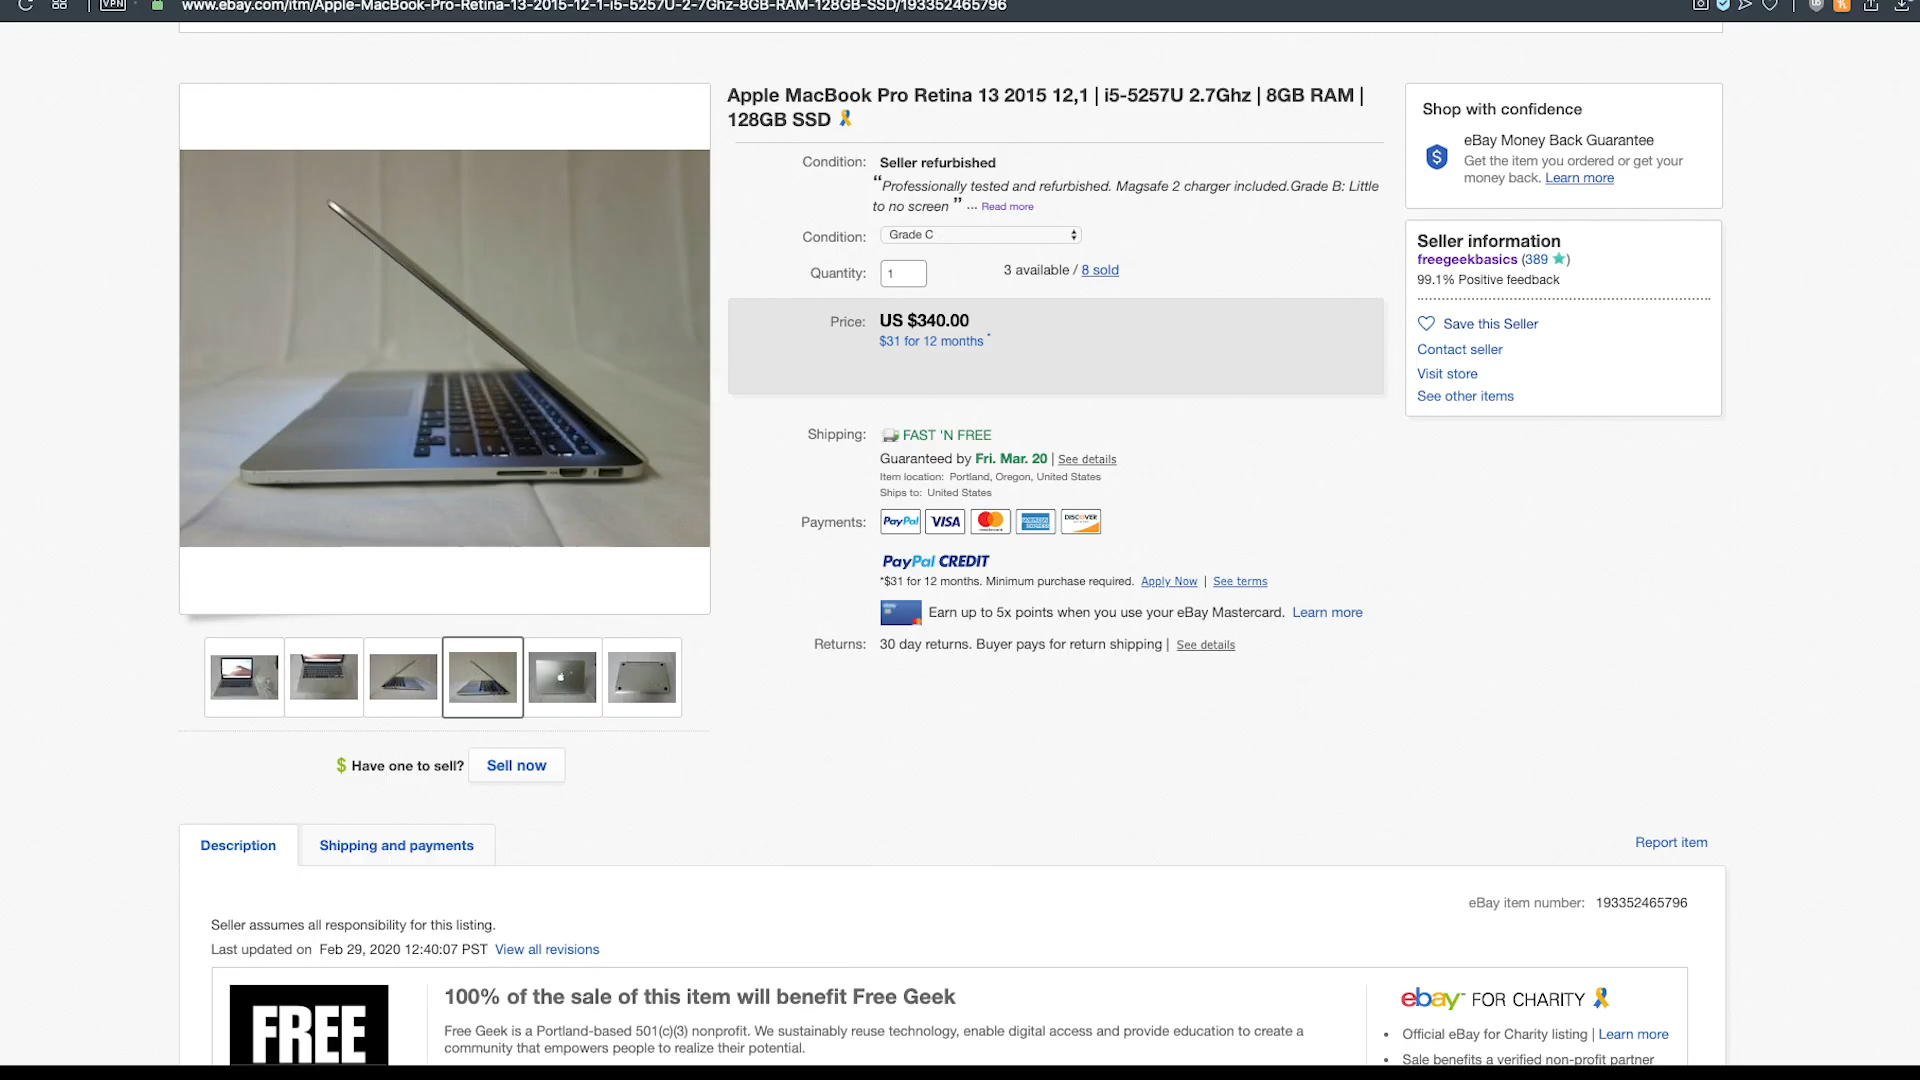 VPN
www.ebay.com/itm/Apple-MacBook-Pro-Retina-13-2015-12-1-i5-5257U-2-7Ghz-8GB-RAM-128GB-SSD/193352465796
Apple MacBook Pro Retina 13 2015 12,1 | i5-5257U 2.7Ghz | 8GB RAM |
128GB SSD
Condition: Seller refurbished
“Professionally tested and refurbished. Magsafe 2 charger included.Grade B: Little
to no screen ” ... Read more
Condition: Grade C
Quantity: 1 3 available / 8 sold
Price: US $340.00
$31 for 12 months *
Shipping: FAST 'N FREE
Guaranteed by Fri. Mar. 20 | See details
Item location: Portland, Oregon, United States
Ships to: United States
Payments: PayPal VISA MasterCard AMERICAN EXPRESS DISCOVER
PayPal CREDIT
*$31 for 12 months. Minimum purchase required. Apply Now | See terms
Earn up to 5x points when you use your eBay Mastercard. Learn more
Returns: 30 day returns. Buyer pays for return shipping | See details
Shop with confidence
eBay Money Back Guarantee
Get the item you ordered or get your
money back. Learn more
Seller information
freegeekbasics (389 )
99.1% Positive feedback
Save this Seller
Contact seller
Visit store
See other items
$ Have one to sell? Sell now
Description Shipping and payments
Report item
eBay item number: 193352465796
Seller assumes all responsibility for this listing.
Last updated on Feb 29, 2020 12:40:07 PST View all revisions
FREE
100% of the sale of this item will benefit Free Geek
Free Geek is a Portland-based 501(c)(3) nonprofit. We sustainably reuse technology, enable digital access and provide education to create a
community that empowers people to realize their potential.
ebay FOR CHARITY
• Official eBay for Charity listing | Learn more
• Sale benefits a verified non-profit partner